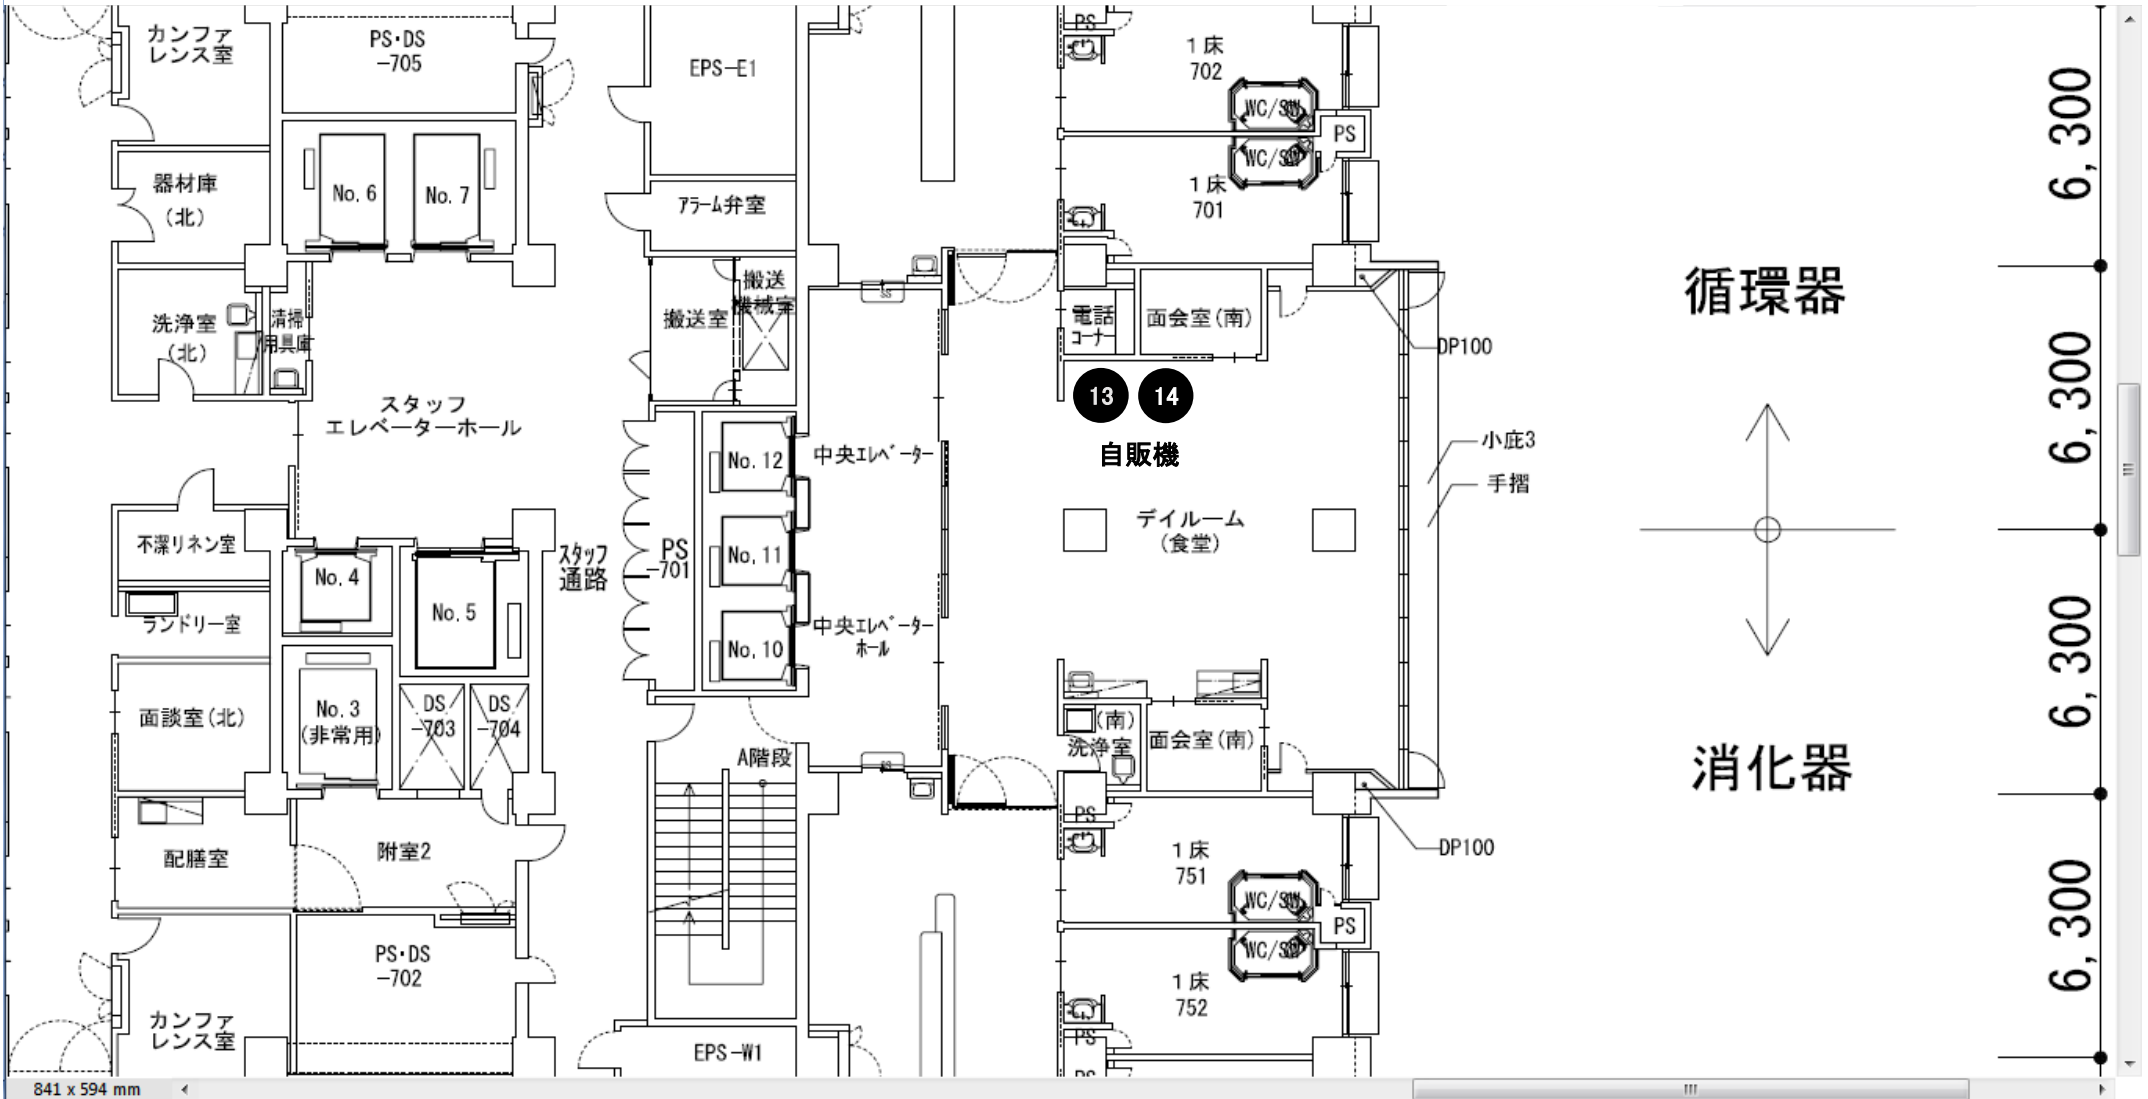 カンファ
レンス室
PS・DS
-705
EPS-E1
PS
1床
702
WC/SW
PS
WC/SW
1床
701
6,300
器材庫
(北)
No.6
No.7
アラーム弁室
洗浄室
(北)
清掃
用具庫
搬送室
搬送
機械室
電話
コーナー
面会室(南)
DP100
循環器
6,300
スタッフ
エレベーターホール
13
14
自販機
No.12
中央エレベーター
小庇3
手摺
不潔リネン室
No.4
No.5
スタッフ
通路
PS
-701
No.11
デイルーム
(食堂)
ランドリー室
No.10
中央エレベーター
ホール
6,300
面談室(北)
No.3
(非常用)
DS
-703
DS
-704
A階段
(南)
洗浄室
面会室(南)
消化器
配膳室
附室2
PS
1床
751
DP100
WC/SW
PS
WC/SW
6,300
PS・DS
-702
1床
752
カンファ
レンス室
EPS-W1
PS
PS
841 x 594 mm